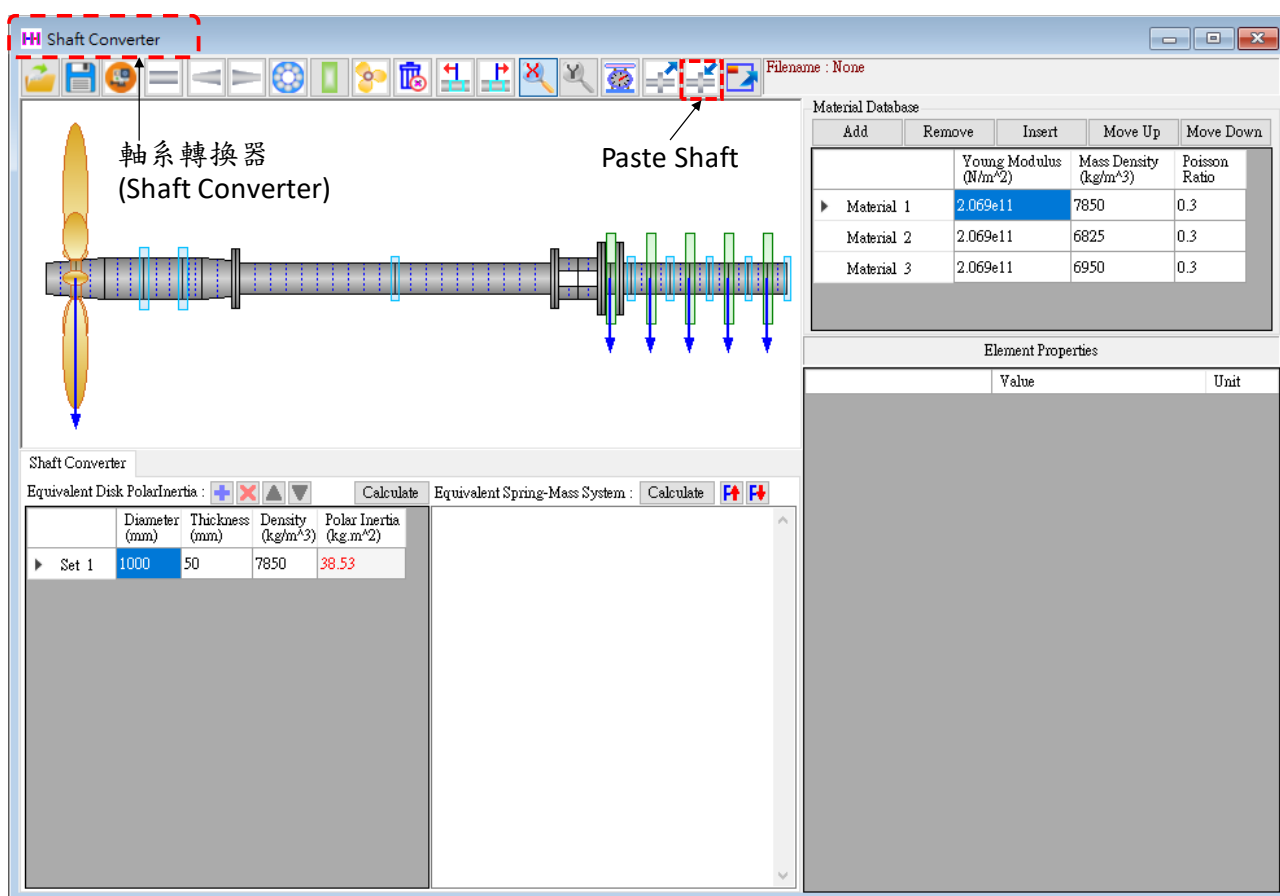 Shaft Converter
Filename : None
軸系轉換器
(Shaft Converter)
Paste Shaft
Material Database
Add Remove Insert Move Up Move Down
Young Modulus (N/m^2) Mass Density (kg/m^3) Poisson Ratio
Material 1 2.069e11 7850 0.3
Material 2 2.069e11 6825 0.3
Material 3 2.069e11 6950 0.3
Element Properties
Value Unit
Shaft Converter
Equivalent Disk PolarInertia : Calculate
Diameter (mm) Thickness (mm) Density (kg/m^3) Polar Inertia (kg.m^2)
Set 1 1000 50 7850 38.53
Equivalent Spring-Mass System : Calculate